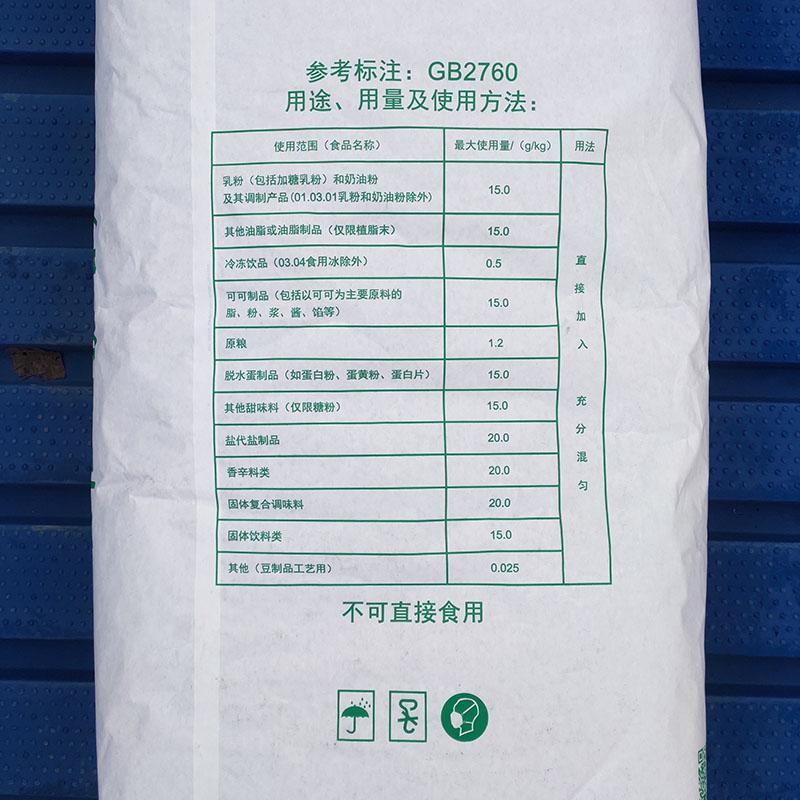 参考标注：GB2760
用途、用量及使用方法：
使用范围（食品名称） 最大使用量/（g/kg） 用法
乳粉（包括加糖乳粉）和奶油粉
及其调制产品(01.03.01乳粉和奶油粉除外） 15.0
其他油脂或油脂制品（仅限植脂末） 15.0
冷冻饮品（03.04食用冰除外） 0.5
可可制品（包括以可可为主要原料的
脂、粉、浆、酱、馅等） 15.0
原粮 1.2
脱水蛋制品（如蛋白粉、蛋黄粉、蛋白片） 15.0
其他甜味料（仅限糖粉） 15.0
盐代盐制品 20.0
香辛料类 20.0
固体复合调味料 20.0
固体饮料类 15.0
其他（豆制品工艺用） 0.025
直接加入 充分混匀
不可直接食用